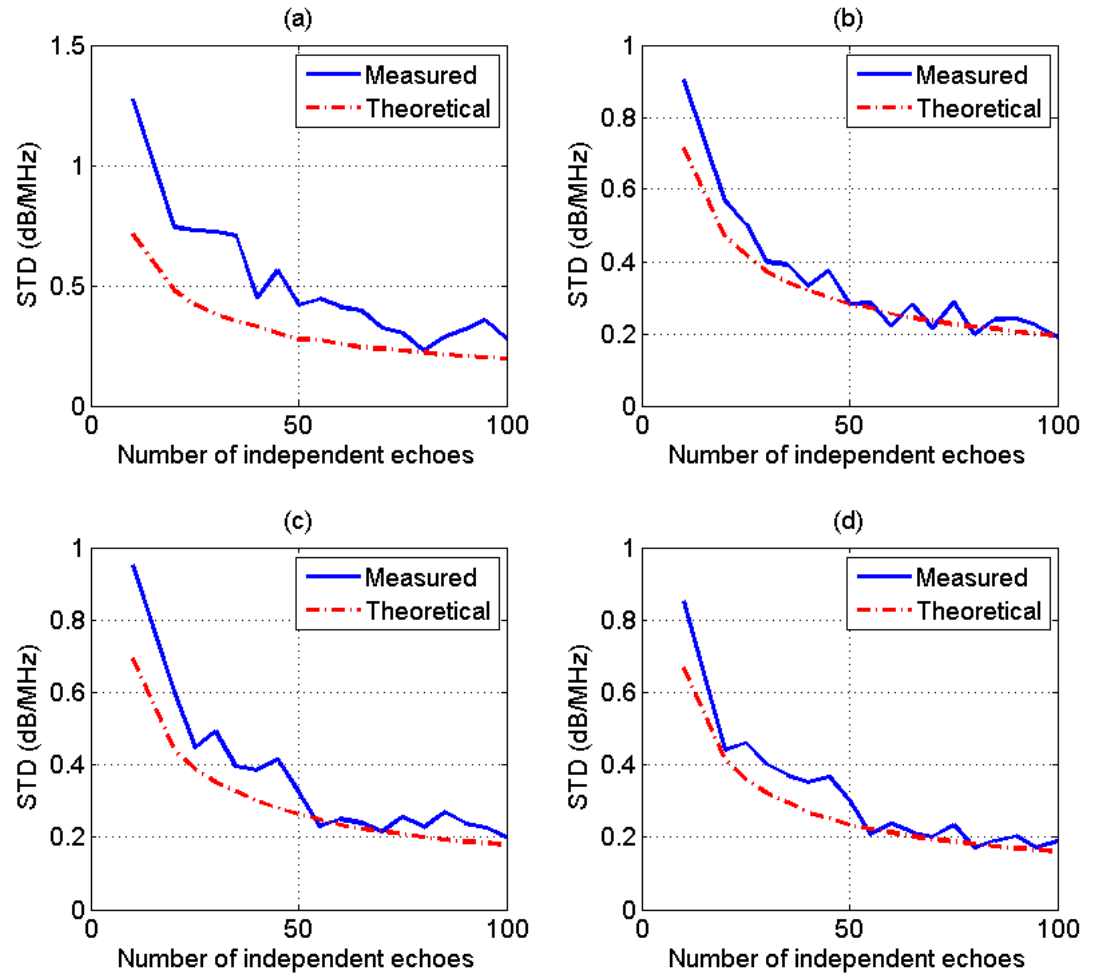 (a)
1.5
1
0.5
0
STD (dB/MHz)
Measured
Theoretical
0 50 100
Number of independent echoes
(b)
1
0.8
0.6
0.4
0.2
0
STD (dB/MHz)
Measured
Theoretical
0 50 100
Number of independent echoes
(c)
1
0.8
0.6
0.4
0.2
0
STD (dB/MHz)
Measured
Theoretical
0 50 100
Number of independent echoes
(d)
1
0.8
0.6
0.4
0.2
0
STD (dB/MHz)
Measured
Theoretical
0 50 100
Number of independent echoes